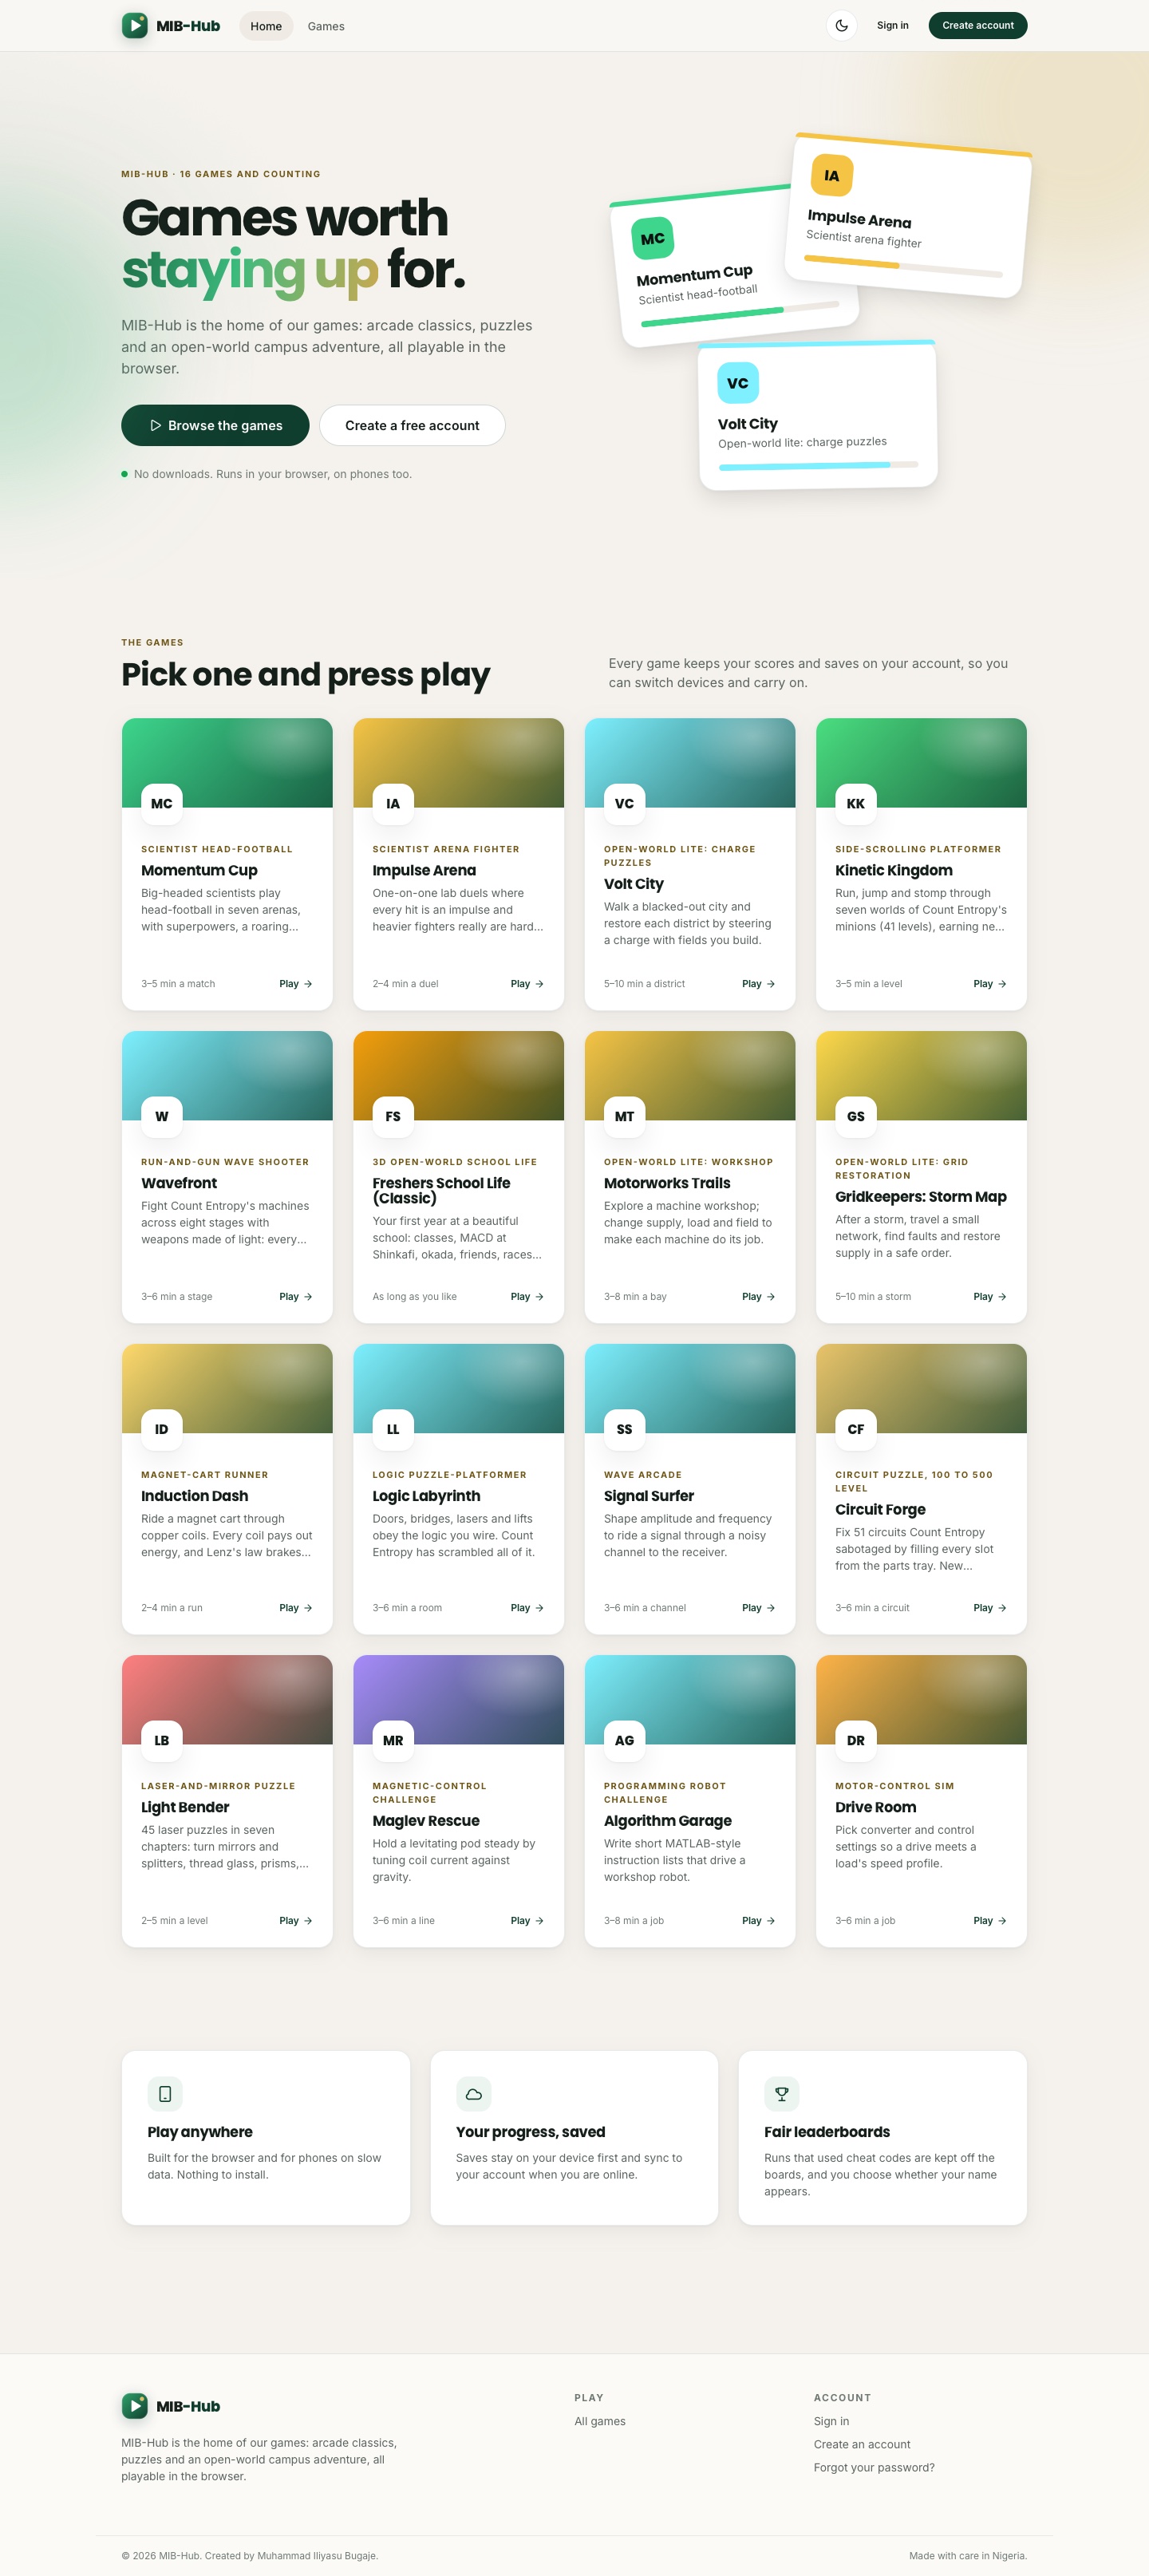 MIB-Hub
Home
Games
Sign in
Create account
MIB-HUB · 16 GAMES AND COUNTING
Games worth
staying up for.
MIB-Hub is the home of our games: arcade classics, puzzles
and an open-world campus adventure, all playable in the
browser.
Browse the games
Create a free account
No downloads. Runs in your browser, on phones too.
MC
Momentum Cup
Scientist head-football
IA
Impulse Arena
Scientist arena fighter
VC
Volt City
Open-world lite: charge puzzles
THE GAMES
Pick one and press play
Every game keeps your scores and saves on your account, so you
can switch devices and carry on.
MC
SCIENTIST HEAD-FOOTBALL
Momentum Cup
Big-headed scientists play
head-football in seven arenas,
with superpowers, a roaring...
3–5 min a match
Play →
IA
SCIENTIST ARENA FIGHTER
Impulse Arena
One-on-one lab duels where
every hit is an impulse and
heavier fighters really are hard...
2–4 min a duel
Play →
VC
OPEN-WORLD LITE: CHARGE
PUZZLES
Volt City
Walk a blacked-out city and
restore each district by steering
a charge with fields you build.
5–10 min a district
Play →
KK
SIDE-SCROLLING PLATFORMER
Kinetic Kingdom
Run, jump and stomp through
seven worlds of Count Entropy's
minions (41 levels), earning ne...
3–5 min a level
Play →
W
RUN-AND-GUN WAVE SHOOTER
Wavefront
Fight Count Entropy's machines
across eight stages with
weapons made of light: every...
3–6 min a stage
Play →
FS
3D OPEN-WORLD SCHOOL LIFE
Freshers School Life
(Classic)
Your first year at a beautiful
school: classes, MACD at
Shinkafi, okada, friends, races...
As long as you like
Play →
MT
OPEN-WORLD LITE: WORKSHOP
Motorworks Trails
Explore a machine workshop;
change supply, load and field to
make each machine do its job.
3–8 min a bay
Play →
GS
OPEN-WORLD LITE: GRID
RESTORATION
Gridkeepers: Storm Map
After a storm, travel a small
network, find faults and restore
supply in a safe order.
5–10 min a storm
Play →
ID
MAGNET-CART RUNNER
Induction Dash
Ride a magnet cart through
copper coils. Every coil pays out
energy, and Lenz's law brakes...
2–4 min a run
Play →
LL
LOGIC PUZZLE-PLATFORMER
Logic Labyrinth
Doors, bridges, lasers and lifts
obey the logic you wire. Count
Entropy has scrambled all of it.
3–6 min a room
Play →
SS
WAVE ARCADE
Signal Surfer
Shape amplitude and frequency
to ride a signal through a noisy
channel to the receiver.
3–6 min a channel
Play →
CF
CIRCUIT PUZZLE, 100 TO 500
LEVEL
Circuit Forge
Fix 51 circuits Count Entropy
sabotaged by filling every slot
from the parts tray. New...
3–6 min a circuit
Play →
LB
LASER-AND-MIRROR PUZZLE
Light Bender
45 laser puzzles in seven
chapters: turn mirrors and
splitters, thread glass, prisms,...
2–5 min a level
Play →
MR
MAGNETIC-CONTROL
CHALLENGE
Maglev Rescue
Hold a levitating pod steady by
tuning coil current against
gravity.
3–6 min a line
Play →
AG
PROGRAMMING ROBOT
CHALLENGE
Algorithm Garage
Write short MATLAB-style
instruction lists that drive a
workshop robot.
3–8 min a job
Play →
DR
MOTOR-CONTROL SIM
Drive Room
Pick converter and control
settings so a drive meets a
load's speed profile.
3–6 min a job
Play →
Play anywhere
Built for the browser and for phones on slow
data. Nothing to install.
Your progress, saved
Saves stay on your device first and sync to
your account when you are online.
Fair leaderboards
Runs that used cheat codes are kept off the
boards, and you choose whether your name
appears.
MIB-Hub
MIB-Hub is the home of our games: arcade classics,
puzzles and an open-world campus adventure, all
playable in the browser.
PLAY
All games
ACCOUNT
Sign in
Create an account
Forgot your password?
© 2026 MIB-Hub. Created by Muhammad Iliyasu Bugaje.
Made with care in Nigeria.